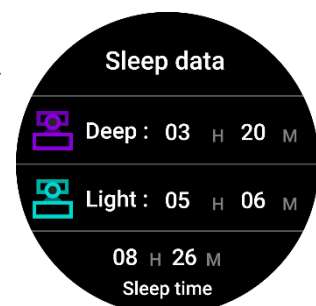 Sleep data
Deep : 03 H 20 M
Light : 05 H 06 M
08 H 26 M
Sleep time